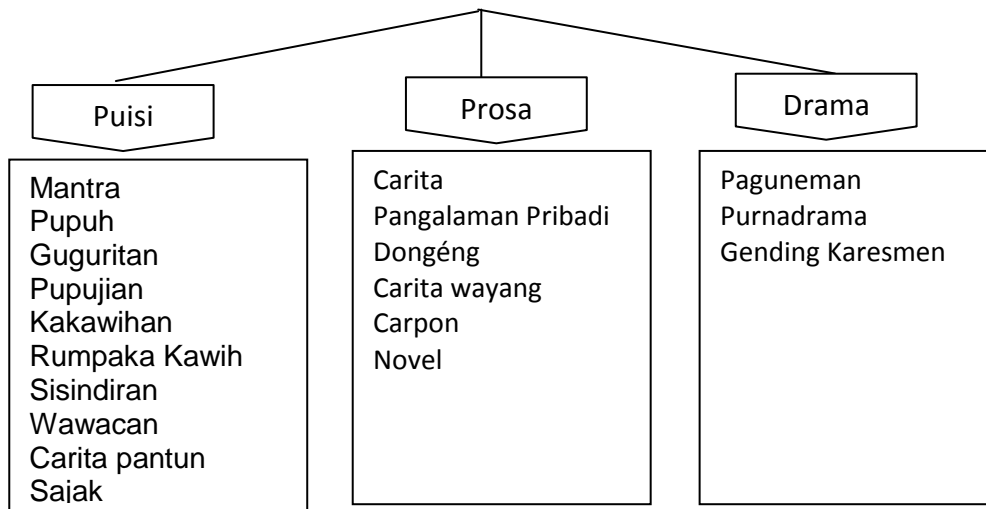 Puisi
Mantra
Pupuh
Guguritan
Pupujian
Kakawihan
Rumpaka Kawih
Sisindiran
Wawacan
Carita pantun
Sajak
Prosa
Carita
Pangalaman Pribadi
Dongéng
Carita wayang
Carpon
Novel
Drama
Paguneman
Purnadrama
Gending Karesmen